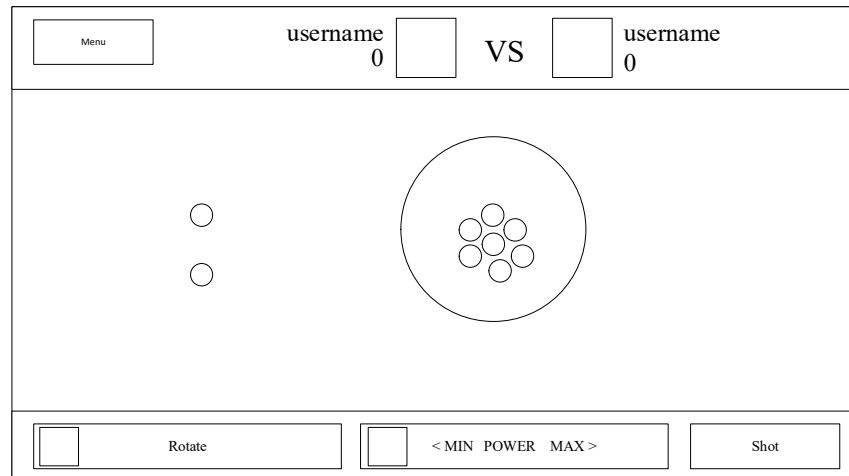 Menu
username
0
VS
username
0
Rotate
< MIN POWER MAX >
Shot